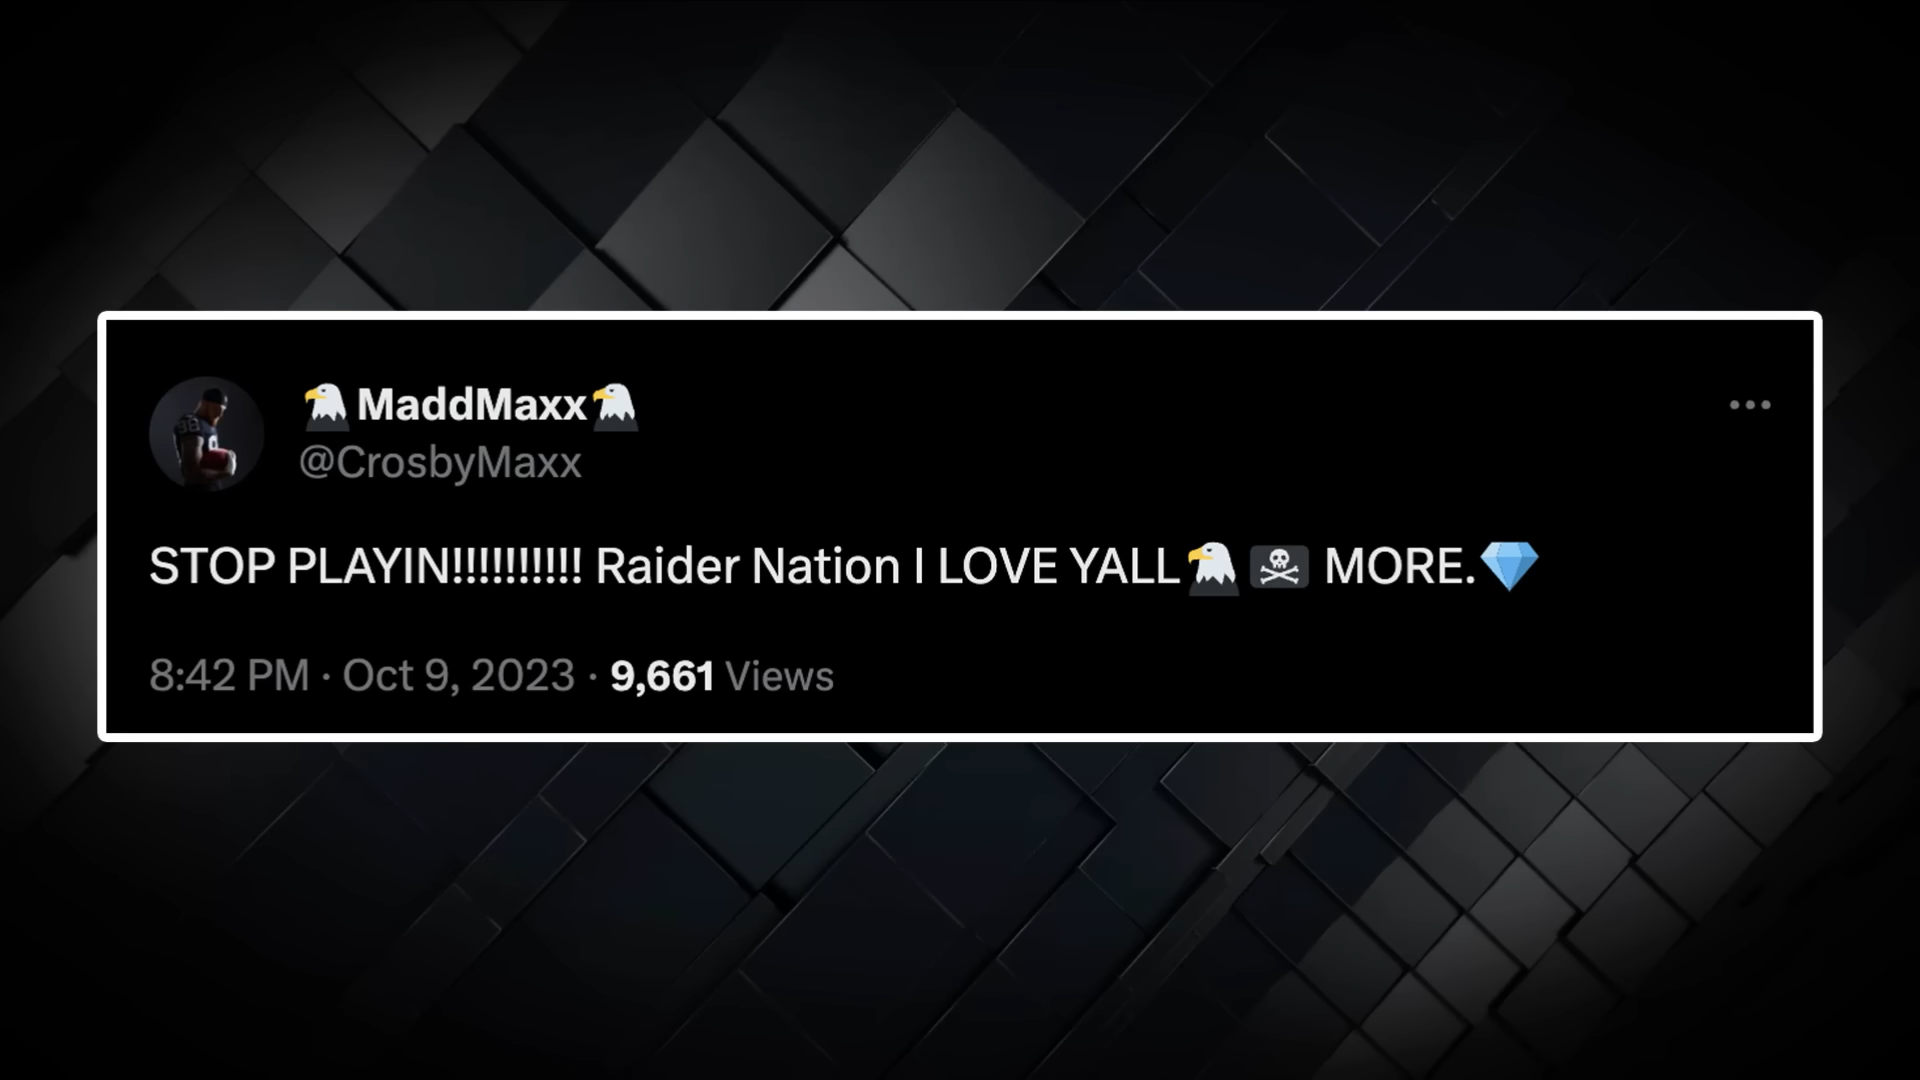 🦅MaddMaxx🦅
@CrosbyMaxx
STOP PLAYIN!!!!!!!!!! Raider Nation I LOVE YALL🦅🏴‍☠️ MORE.💎
8:42 PM · Oct 9, 2023 · 9,661 Views